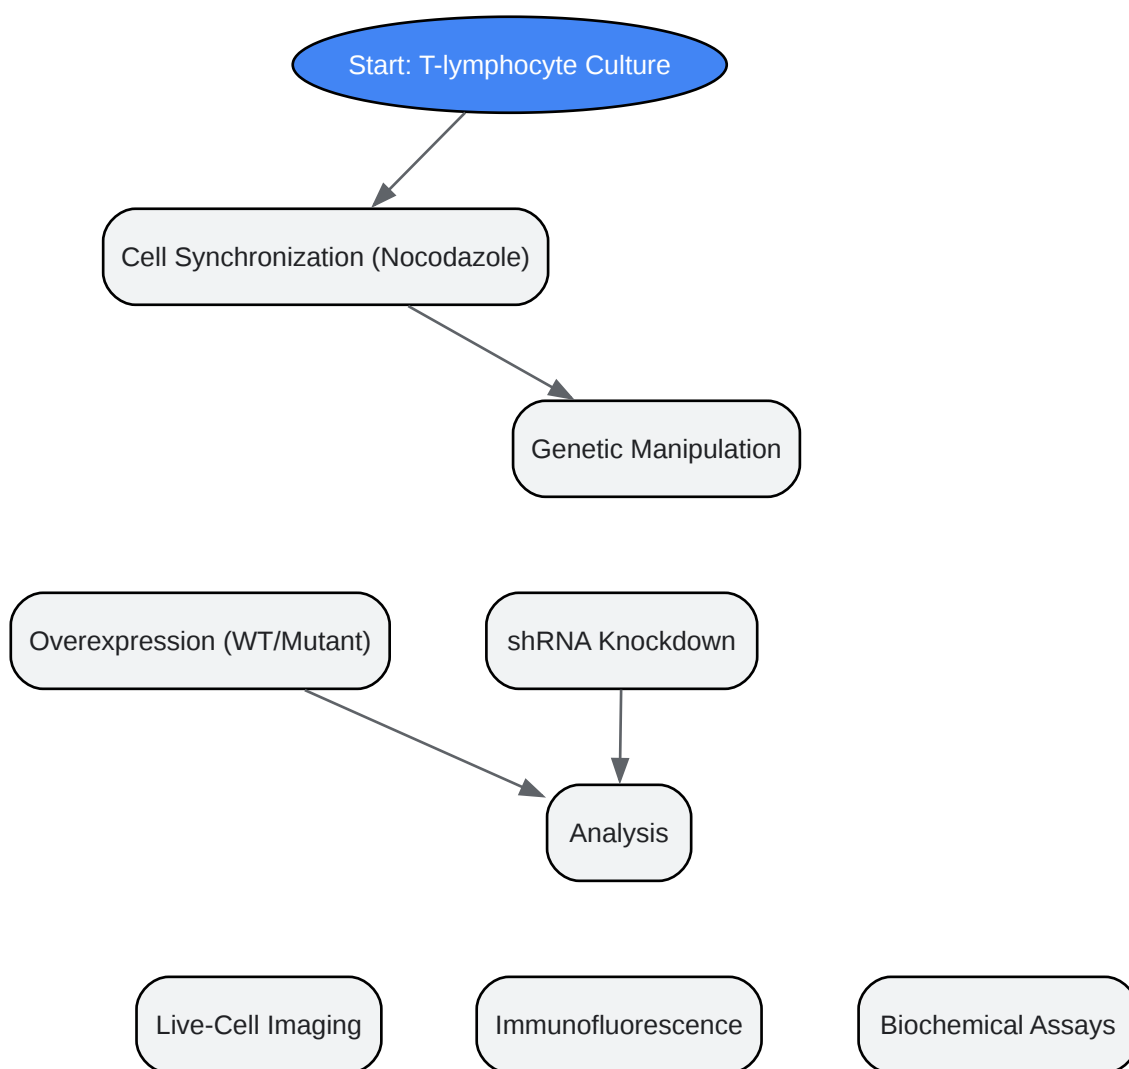 Start: T-lymphocyte Culture
Cell Synchronization (Nocodazole)
Genetic Manipulation
Overexpression (WT/Mutant)
shRNA Knockdown
Analysis
Live-Cell Imaging
Immunofluorescence
Biochemical Assays